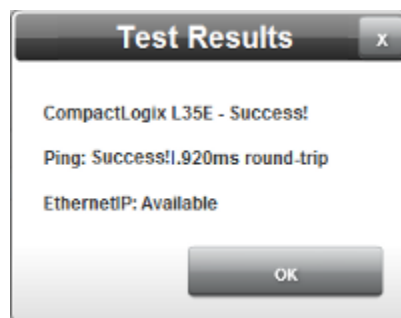 Test Results
x
CompactLogix L35E - Success!
Ping: Success!1.920ms round-trip
EthernetIP: Available
OK